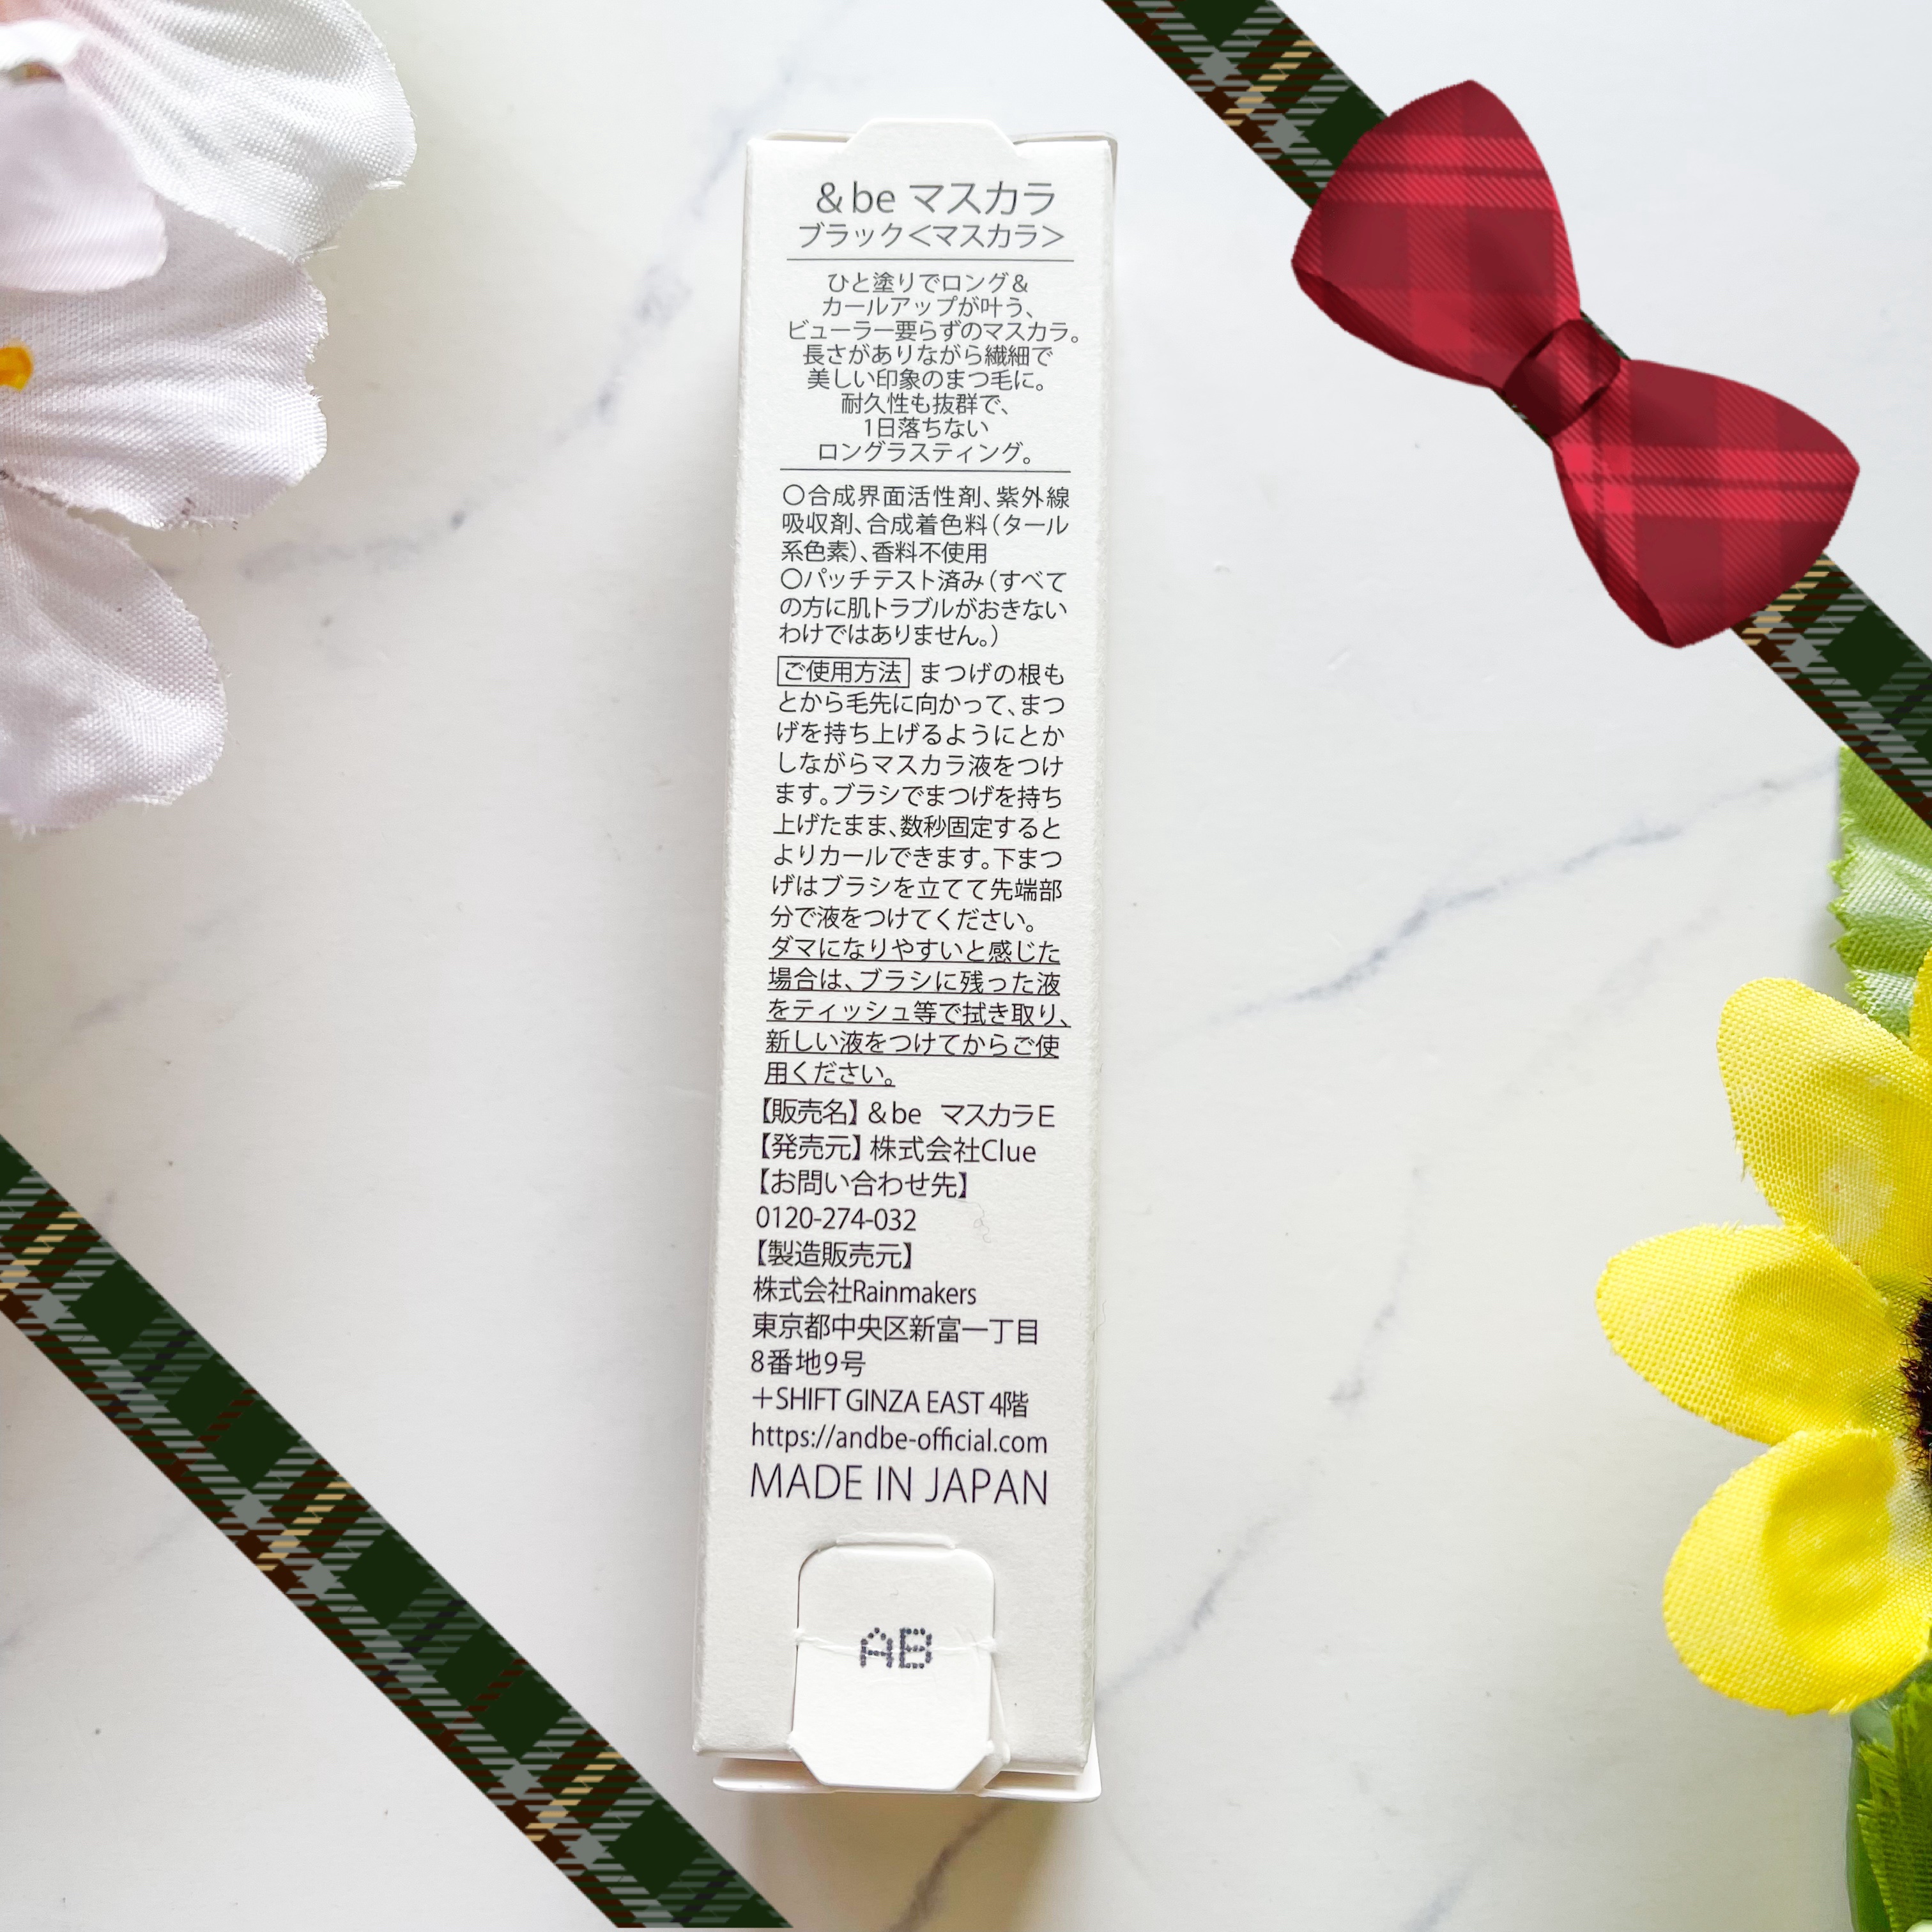 &be マスカラ
ブラック<マスカラ>
ひと塗りでロング&
カールアップが叶う、
ビューラー要らずのマスカラ。
長さがありながら繊細で
美しい印象のまつ毛に。
耐久性も抜群で、
1日落ちない
ロングラスティング。
○合成界面活性剤、紫外線
吸収剤、合成着色料(タール
系色素)、香料不使用
○パッチテスト済み(すべて
の方に肌トラブルがおきない
わけではありません。)
ご使用方法 まつげの根も
とから毛先に向かって、まつ
げを持ち上げるようにとか
しながらマスカラ液をつけ
ます。ブラシでまつげを持ち
上げたまま、数秒固定すると
よりカールできます。下まつ
げはブラシを立てて先端部
分で液をつけてください。
ダマになりやすいと感じた
場合は、ブラシに残った液
をティッシュ等で拭き取り、
新しい液をつけてからご使
用ください。
【販売名】&be マスカラE
【発売元】株式会社Clue
【お問い合わせ先】
0120-274-032
【製造販売元】
株式会社Rainmakers
東京都中央区新富一丁目
8番地9号
+SHIFT GINZA EAST 4階
https://andbe-official.com
MADE IN JAPAN
AB